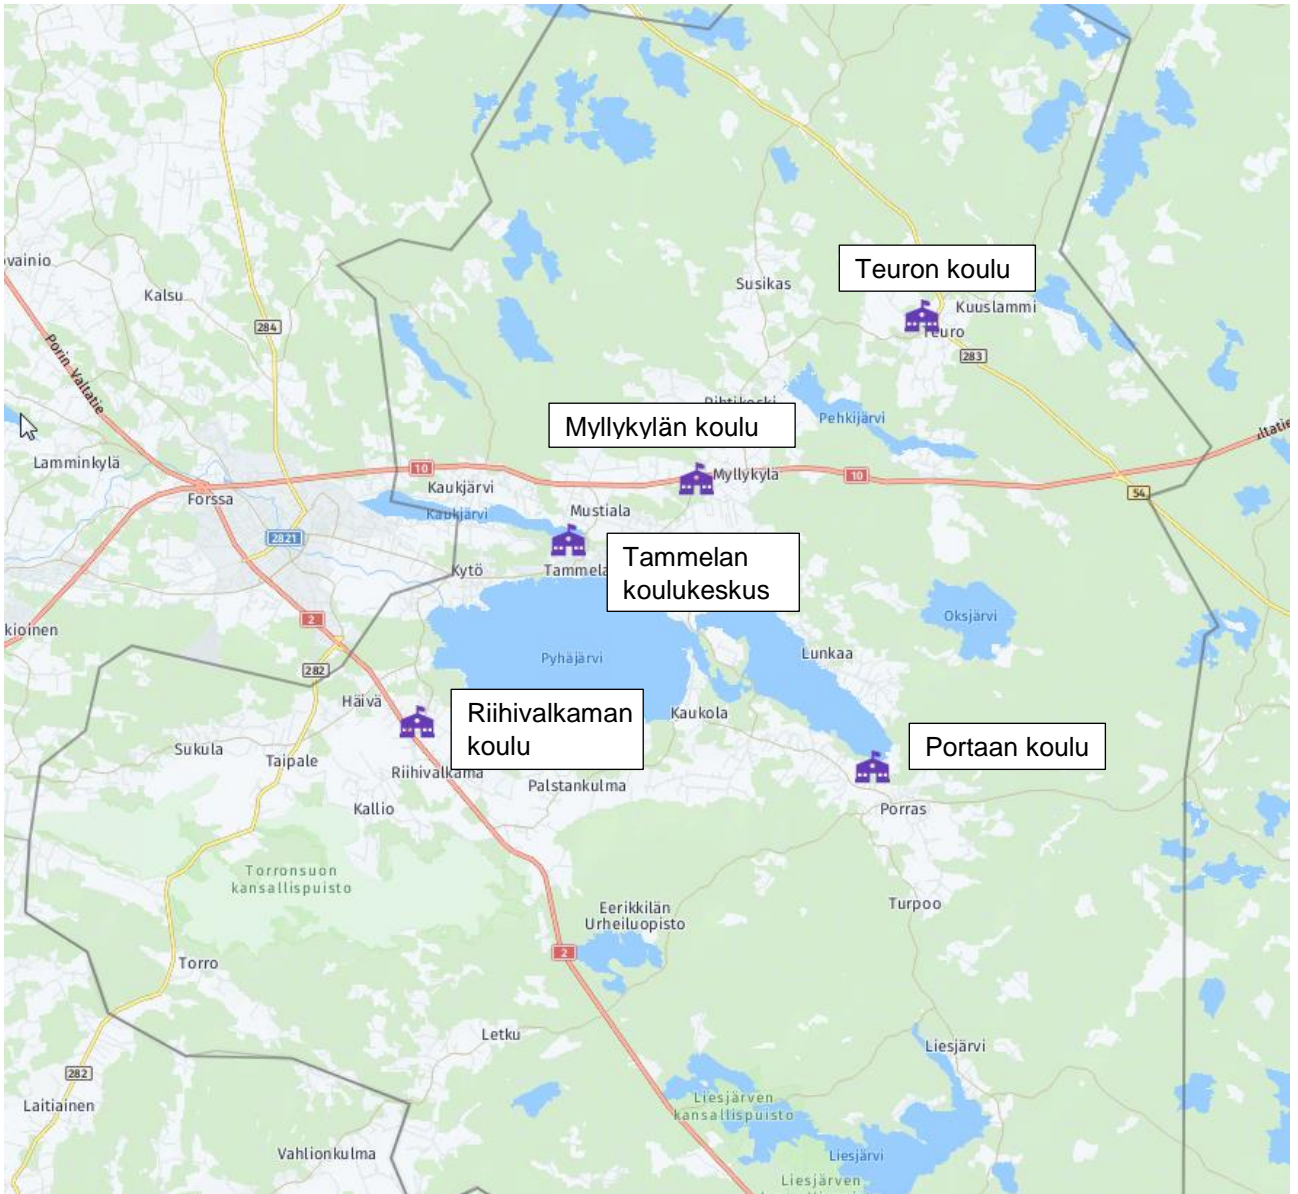 Teuron koulu
ovainio
Susikas
Kalsu
Kuuslammi
284
283
Porin Valtatie
Myllykylän koulu
Pehkijärvi
Lamminkylä
10
Myllykylä
10
Kaukjärvi
54
Forssa
Mustiala
Kaukjärvi
2821
Tammelan
koulukeskus
Kytö
Oksjärvi
2
kioinen
Lunkaa
Pyhäjärvi
282
Häivä
Riihivalkaman
koulu
Kaukola
Sukula
Portaan koulu
Taipale
Riihivalkama
Palstankulma
Kallio
Porras
Torronsuon
kansallispuisto
Turpoo
Eerikkilän
Urheiluopisto
2
Torro
Letku
Liesjärvi
282
Laitiainen
Liesjärven
kansallispuisto
Vahlionkulma
Liesjärvi
Liesjärven